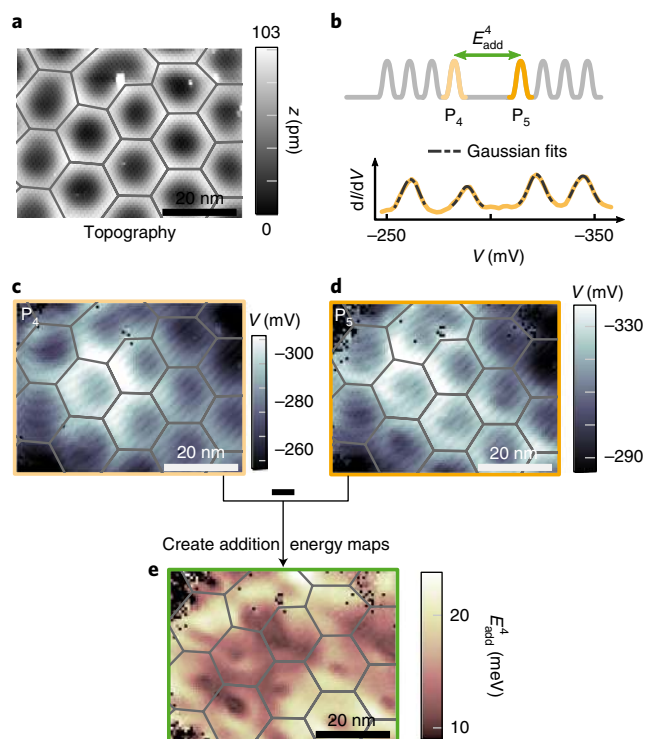 a
103
z (pm)
0
20 nm
Topography
b
E⁴add
P₄ P₅
Gaussian fits
dI/dV
−250 −350
V (mV)
c
P₄
V (mV)
−300
−280
−260
20 nm
d
P₅
V (mV)
−330
−290
20 nm
Create addition energy maps
e
20
E⁴add (meV)
10
20 nm